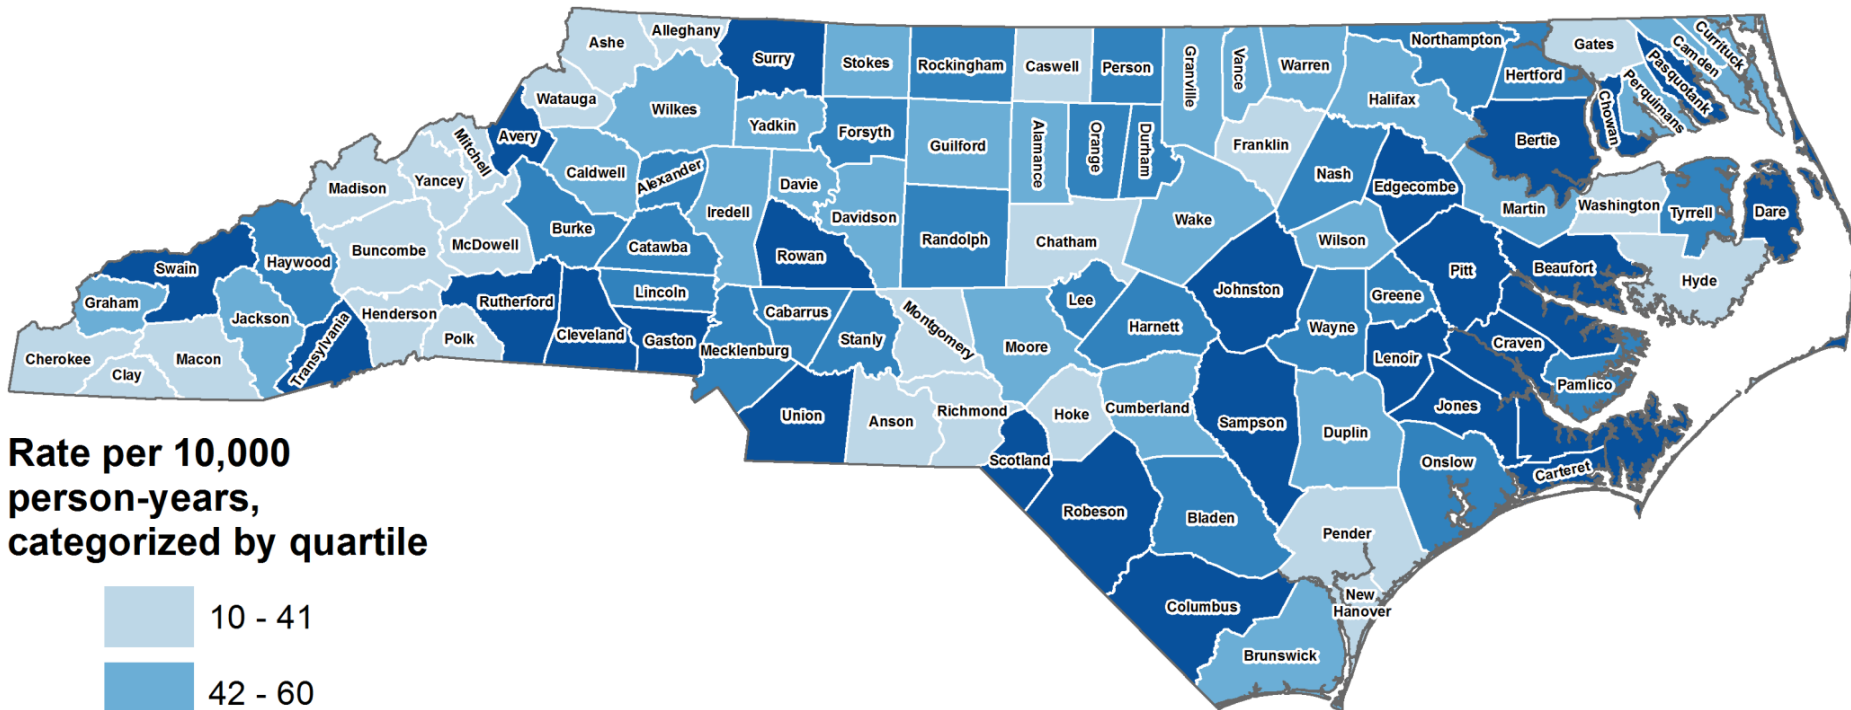 Ashe
Alleghany
Surry
Stokes
Rockingham
Caswell
Person
Granville
Vance
Warren
Northampton
Hertford
Gates
Currituck
Camden
Pasquotank
Perquimans
Chowan
Watauga
Wilkes
Yadkin
Forsyth
Guilford
Alamance
Orange
Durham
Franklin
Halifax
Bertie
Mitchell
Avery
Caldwell
Alexander
Davie
Iredell
Davidson
Nash
Edgecombe
Martin
Washington
Tyrrell
Dare
Madison
Yancey
Burke
Catawba
Rowan
Randolph
Chatham
Wake
Wilson
Pitt
Beaufort
Hyde
Swain
Haywood
Buncombe
McDowell
Rutherford
Cleveland
Lincoln
Gaston
Cabarrus
Stanly
Montgomery
Moore
Lee
Harnett
Johnston
Wayne
Greene
Lenoir
Craven
Pamlico
Graham
Jackson
Transylvania
Henderson
Polk
Mecklenburg
Cherokee
Clay
Macon
Union
Anson
Richmond
Hoke
Cumberland
Sampson
Duplin
Jones
Onslow
Carteret
Scotland
Robeson
Bladen
Pender
New
Hanover
Columbus
Brunswick
Rate per 10,000
person-years,
categorized by quartile
10 - 41
42 - 60